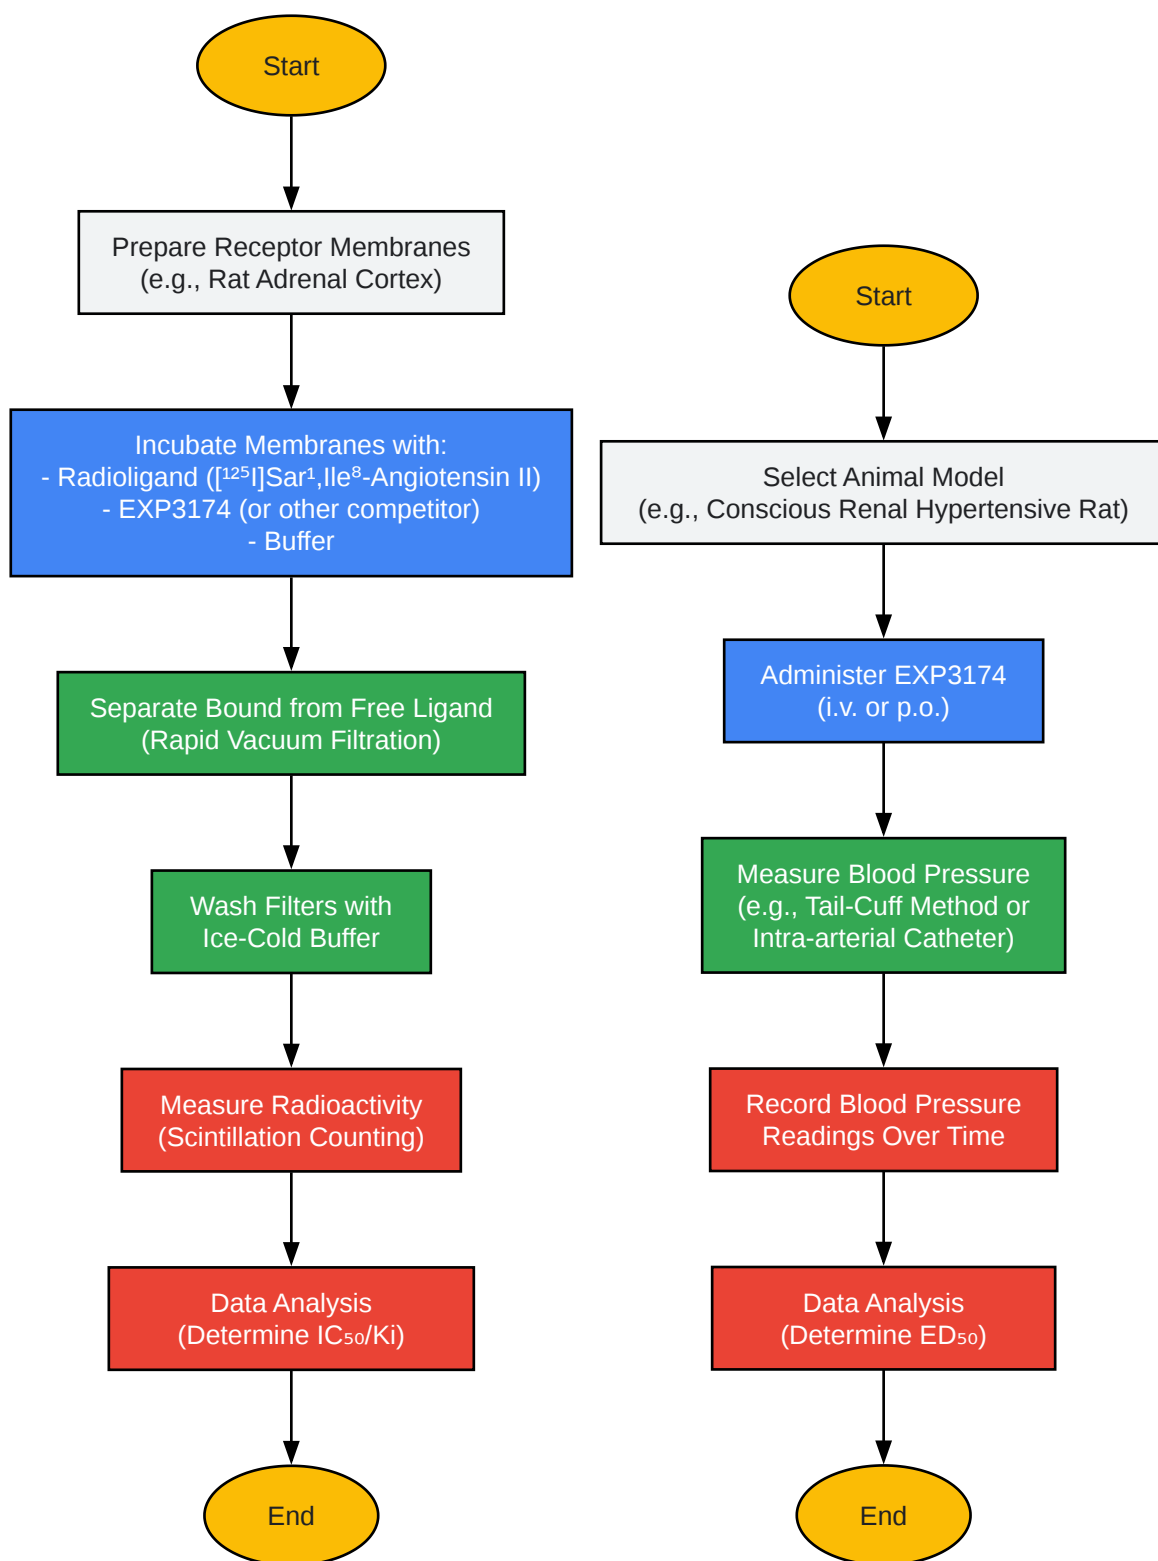 Start
Prepare Receptor Membranes
(e.g., Rat Adrenal Cortex)
Incubate Membranes with:
- Radioligand ([¹²⁵I]Sar¹,Ile⁸-Angiotensin II)
- EXP3174 (or other competitor)
- Buffer
Separate Bound from Free Ligand
(Rapid Vacuum Filtration)
Wash Filters with
Ice-Cold Buffer
Measure Radioactivity
(Scintillation Counting)
Data Analysis
(Determine IC₅₀/Ki)
End
Start
Select Animal Model
(e.g., Conscious Renal Hypertensive Rat)
Administer EXP3174
(i.v. or p.o.)
Measure Blood Pressure
(e.g., Tail-Cuff Method or
Intra-arterial Catheter)
Record Blood Pressure
Readings Over Time
Data Analysis
(Determine ED₅₀)
End